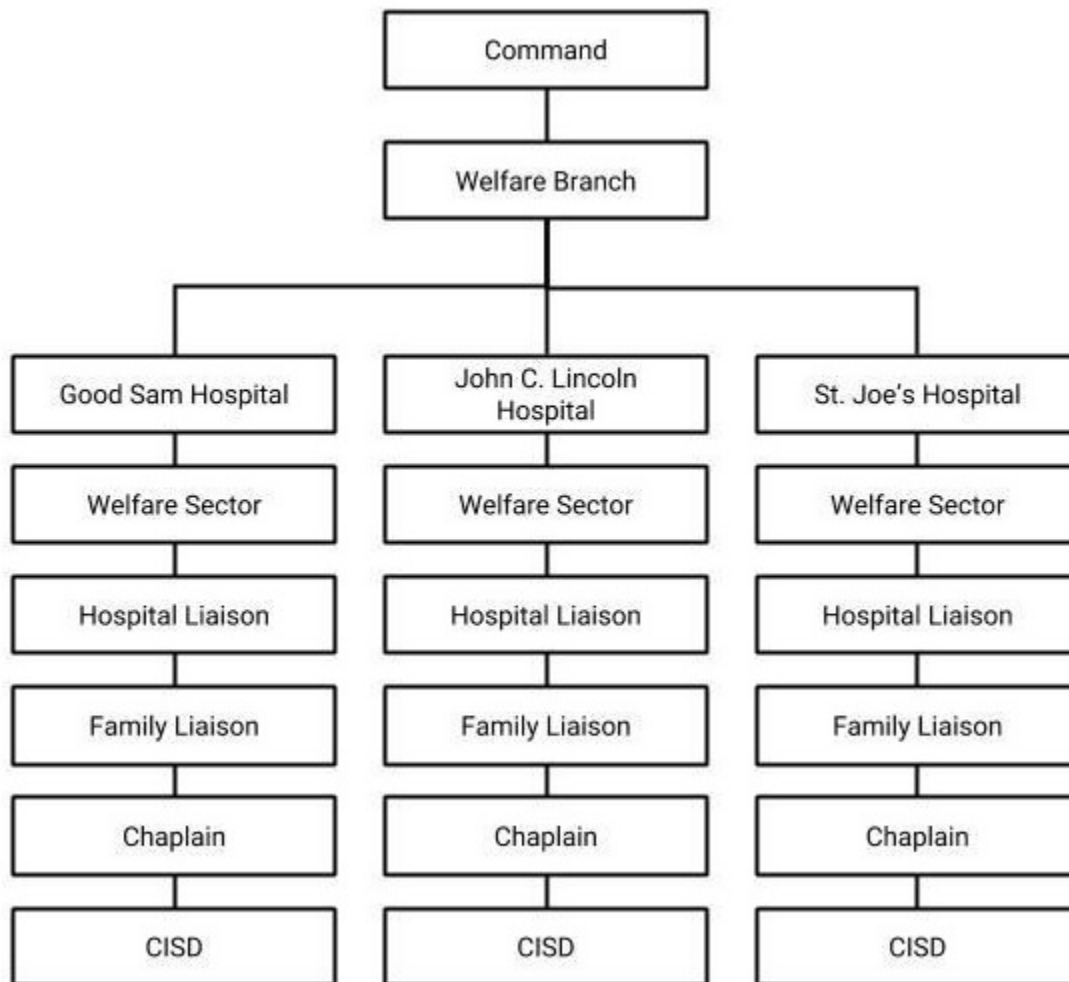 Command
Welfare Branch
Good Sam Hospital
John C. Lincoln
Hospital
St. Joe's Hospital
Welfare Sector
Welfare Sector
Welfare Sector
Hospital Liaison
Hospital Liaison
Hospital Liaison
Family Liaison
Family Liaison
Family Liaison
Chaplain
Chaplain
Chaplain
CISD
CISD
CISD